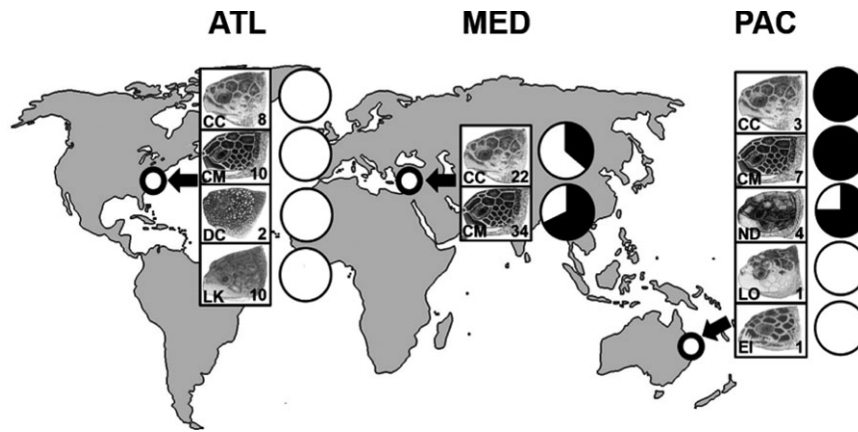 ATL
MED
PAC
CC 8
CM 10
DC 2
LK 10
CC 22
CM 34
CC 3
CM 7
ND 4
LO 1
EI 1